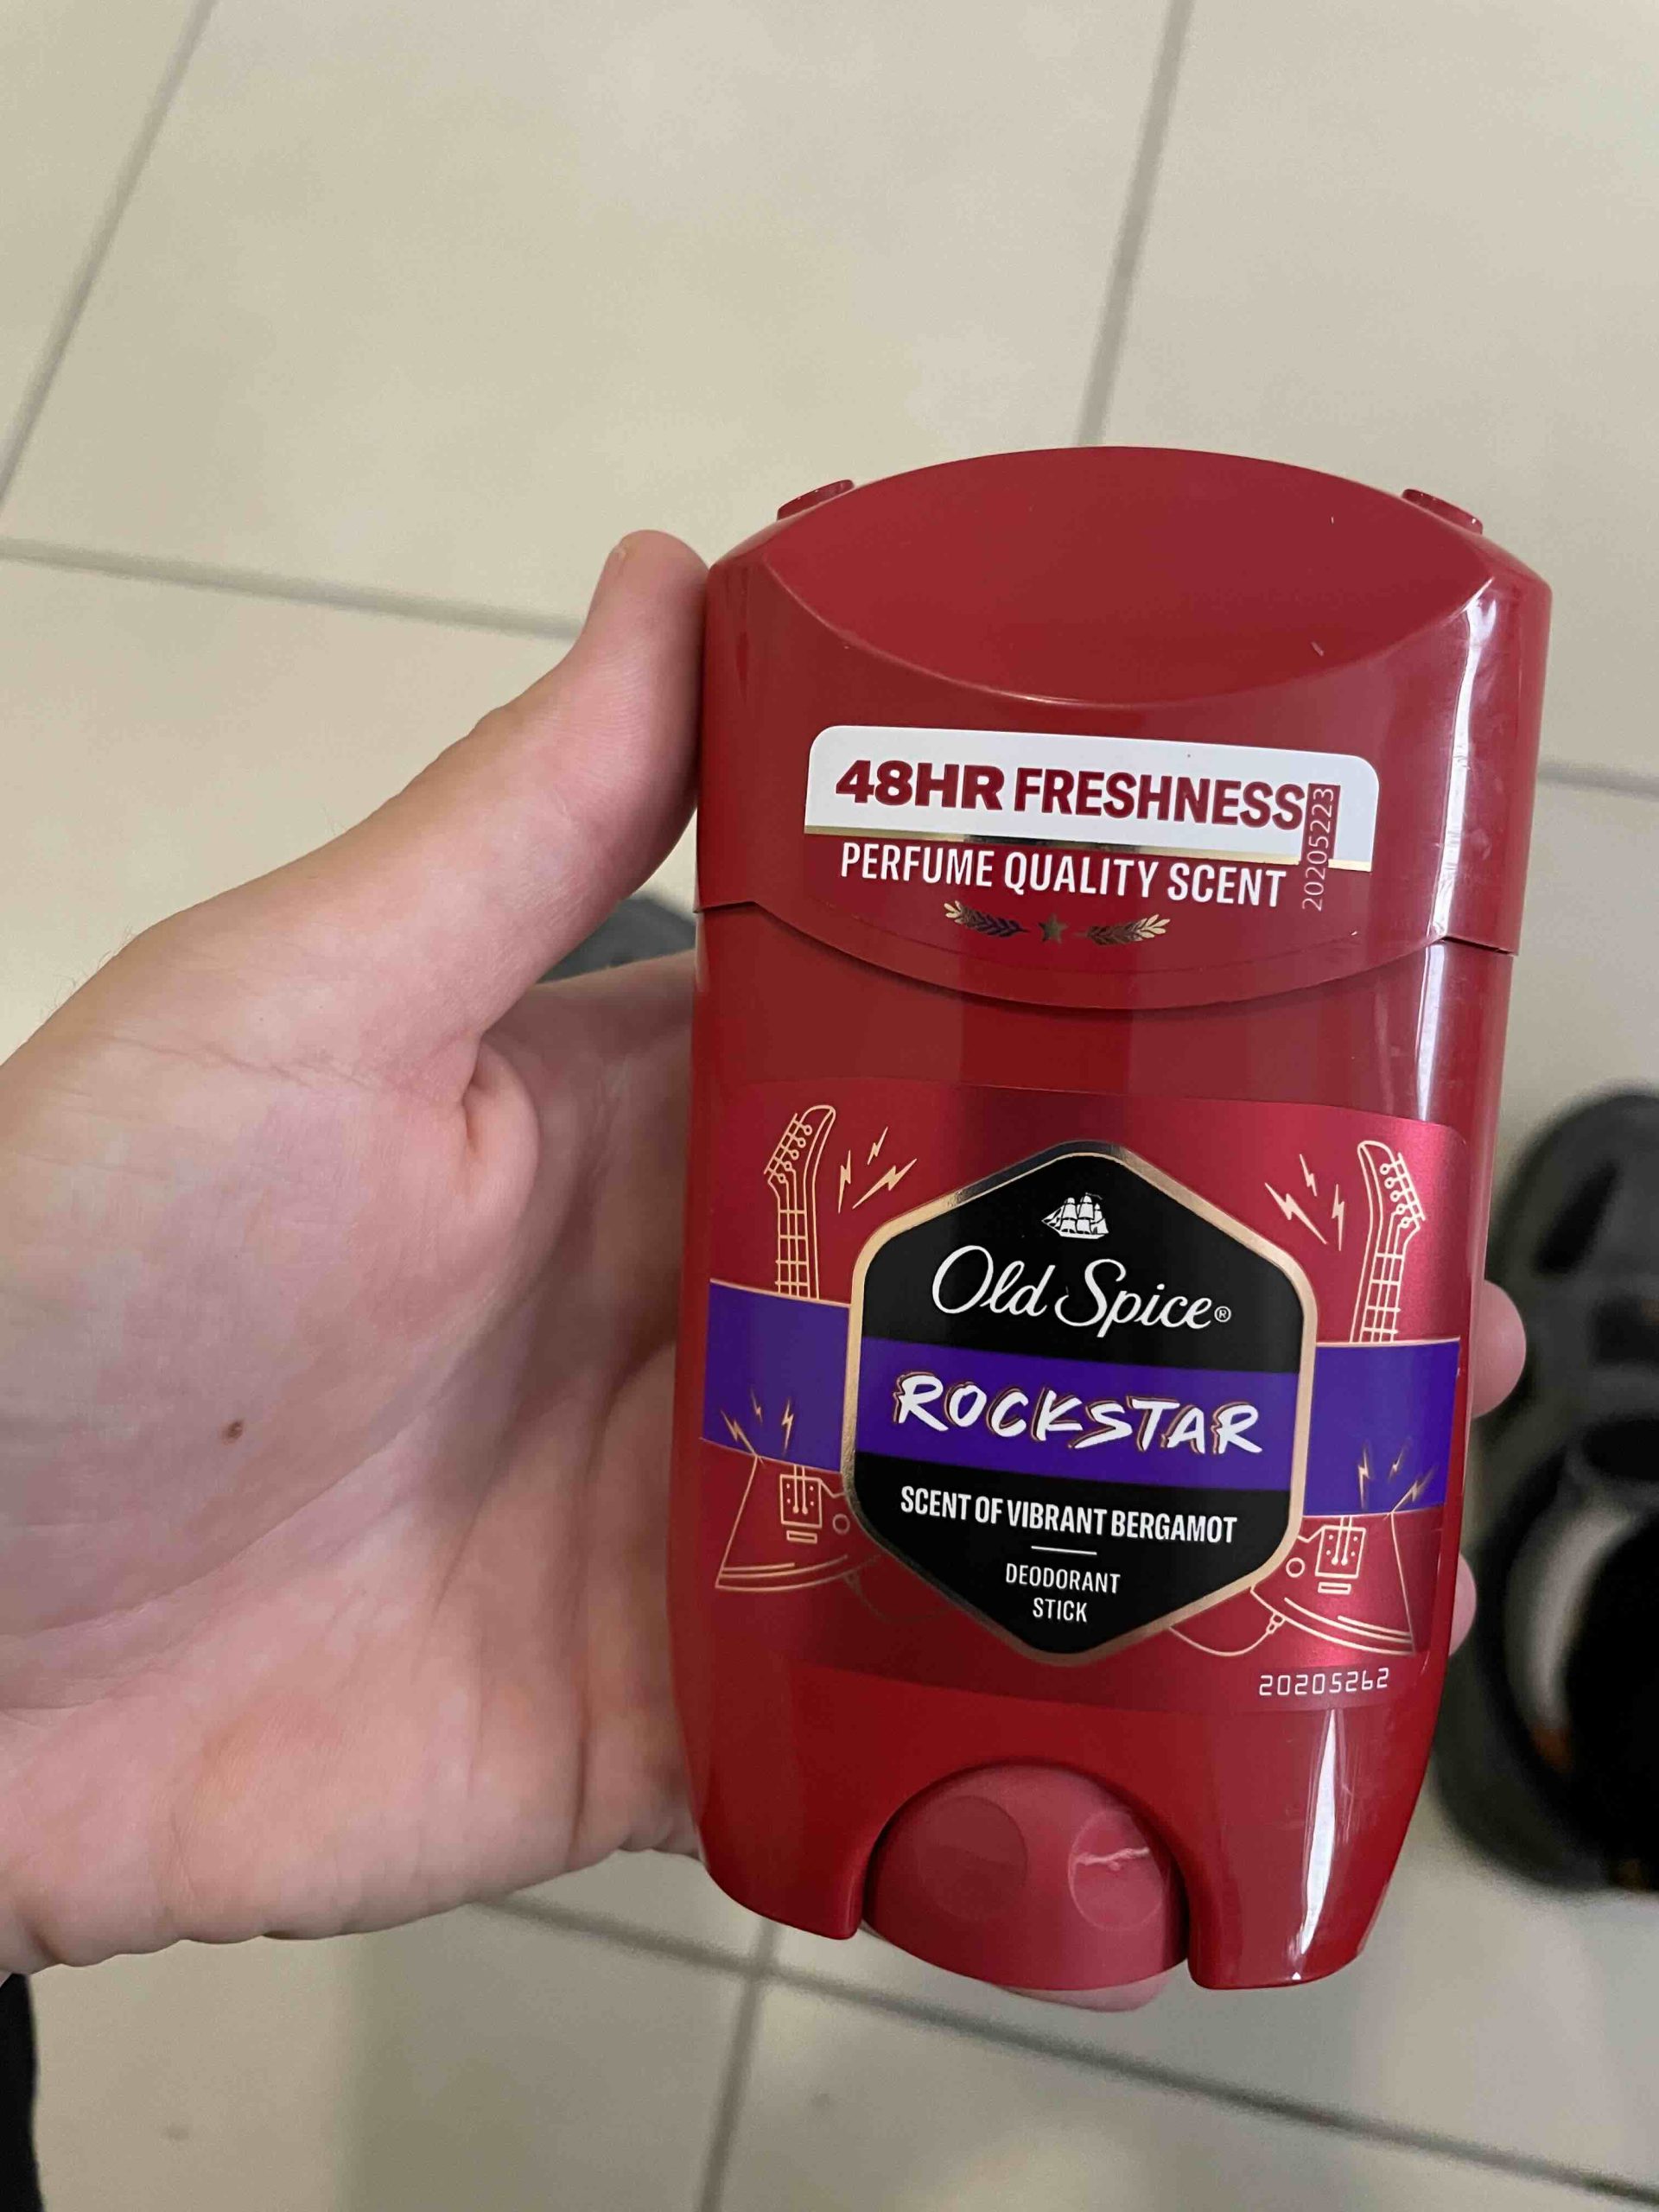 48HR FRESHNESS
20205223
PERFUME QUALITY SCENT
Old Spice®
ROCKSTAR
SCENT OF VIBRANT BERGAMOT
DEODORANT
STICK
20205262